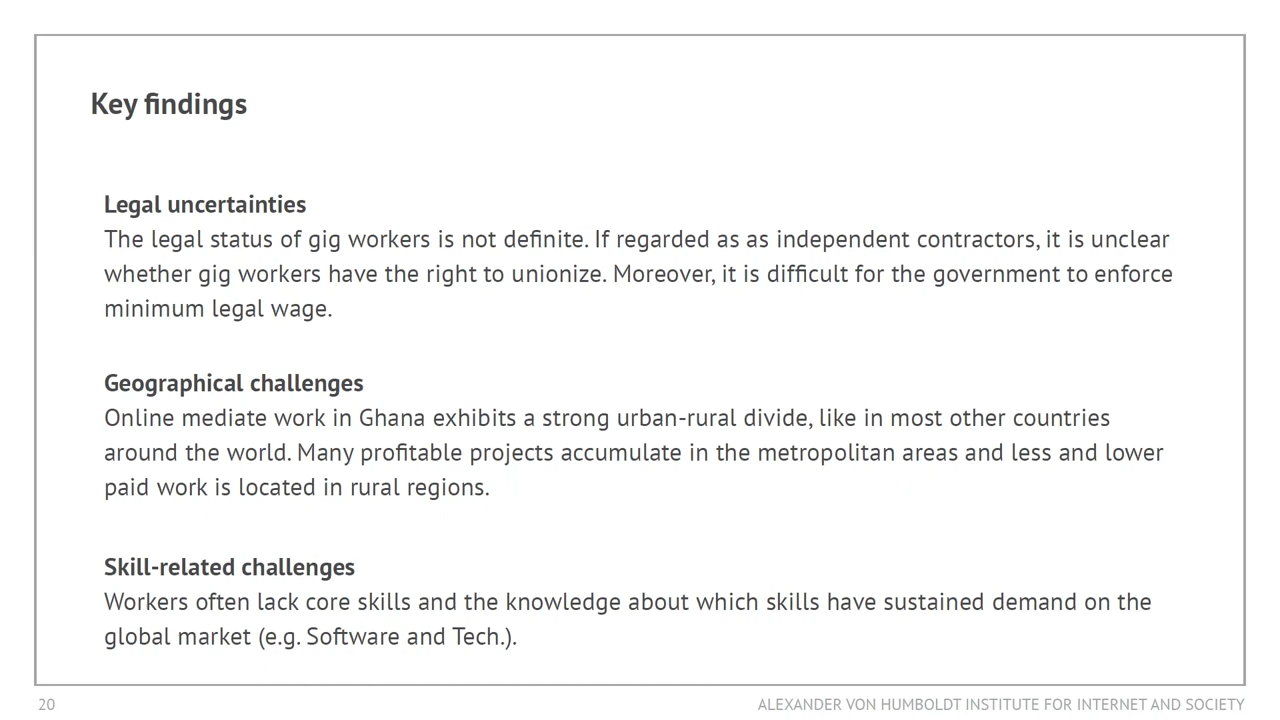 Key findings
Legal uncertainties
The legal status of gig workers is not definite. If regarded as as independent contractors, it is unclear
whether gig workers have the right to unionize. Moreover, it is difficult for the government to enforce
minimum legal wage.
Geographical challenges
Online mediate work in Ghana exhibits a strong urban-rural divide, like in most other countries
around the world. Many profitable projects accumulate in the metropolitan areas and less and lower
paid work is located in rural regions.
Skill-related challenges
Workers often lack core skills and the knowledge about which skills have sustained demand on the
global market (e.g. Software and Tech.).
20
ALEXANDER VON HUMBOLDT INSTITUTE FOR INTERNET AND SOCIETY